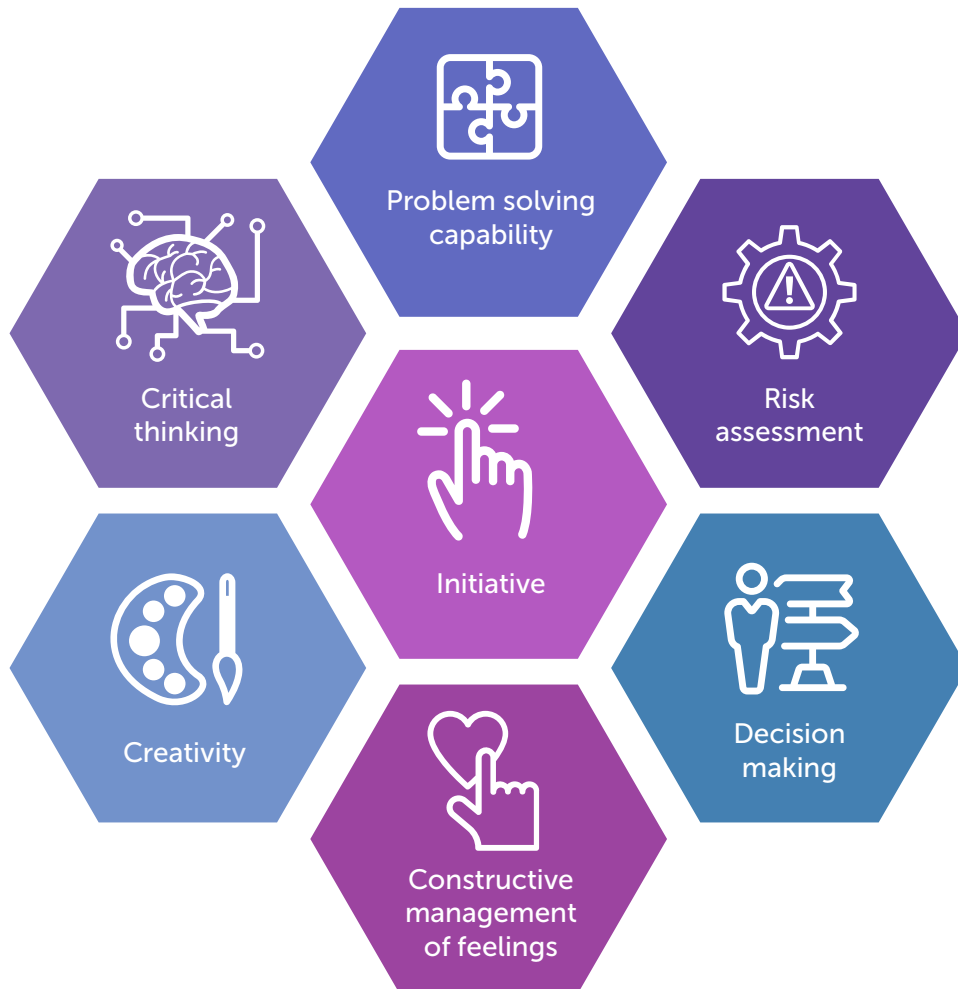 Problem solving
capability
Critical
thinking
Risk
assessment
Initiative
Creativity
Decision
making
Constructive
management
of feelings